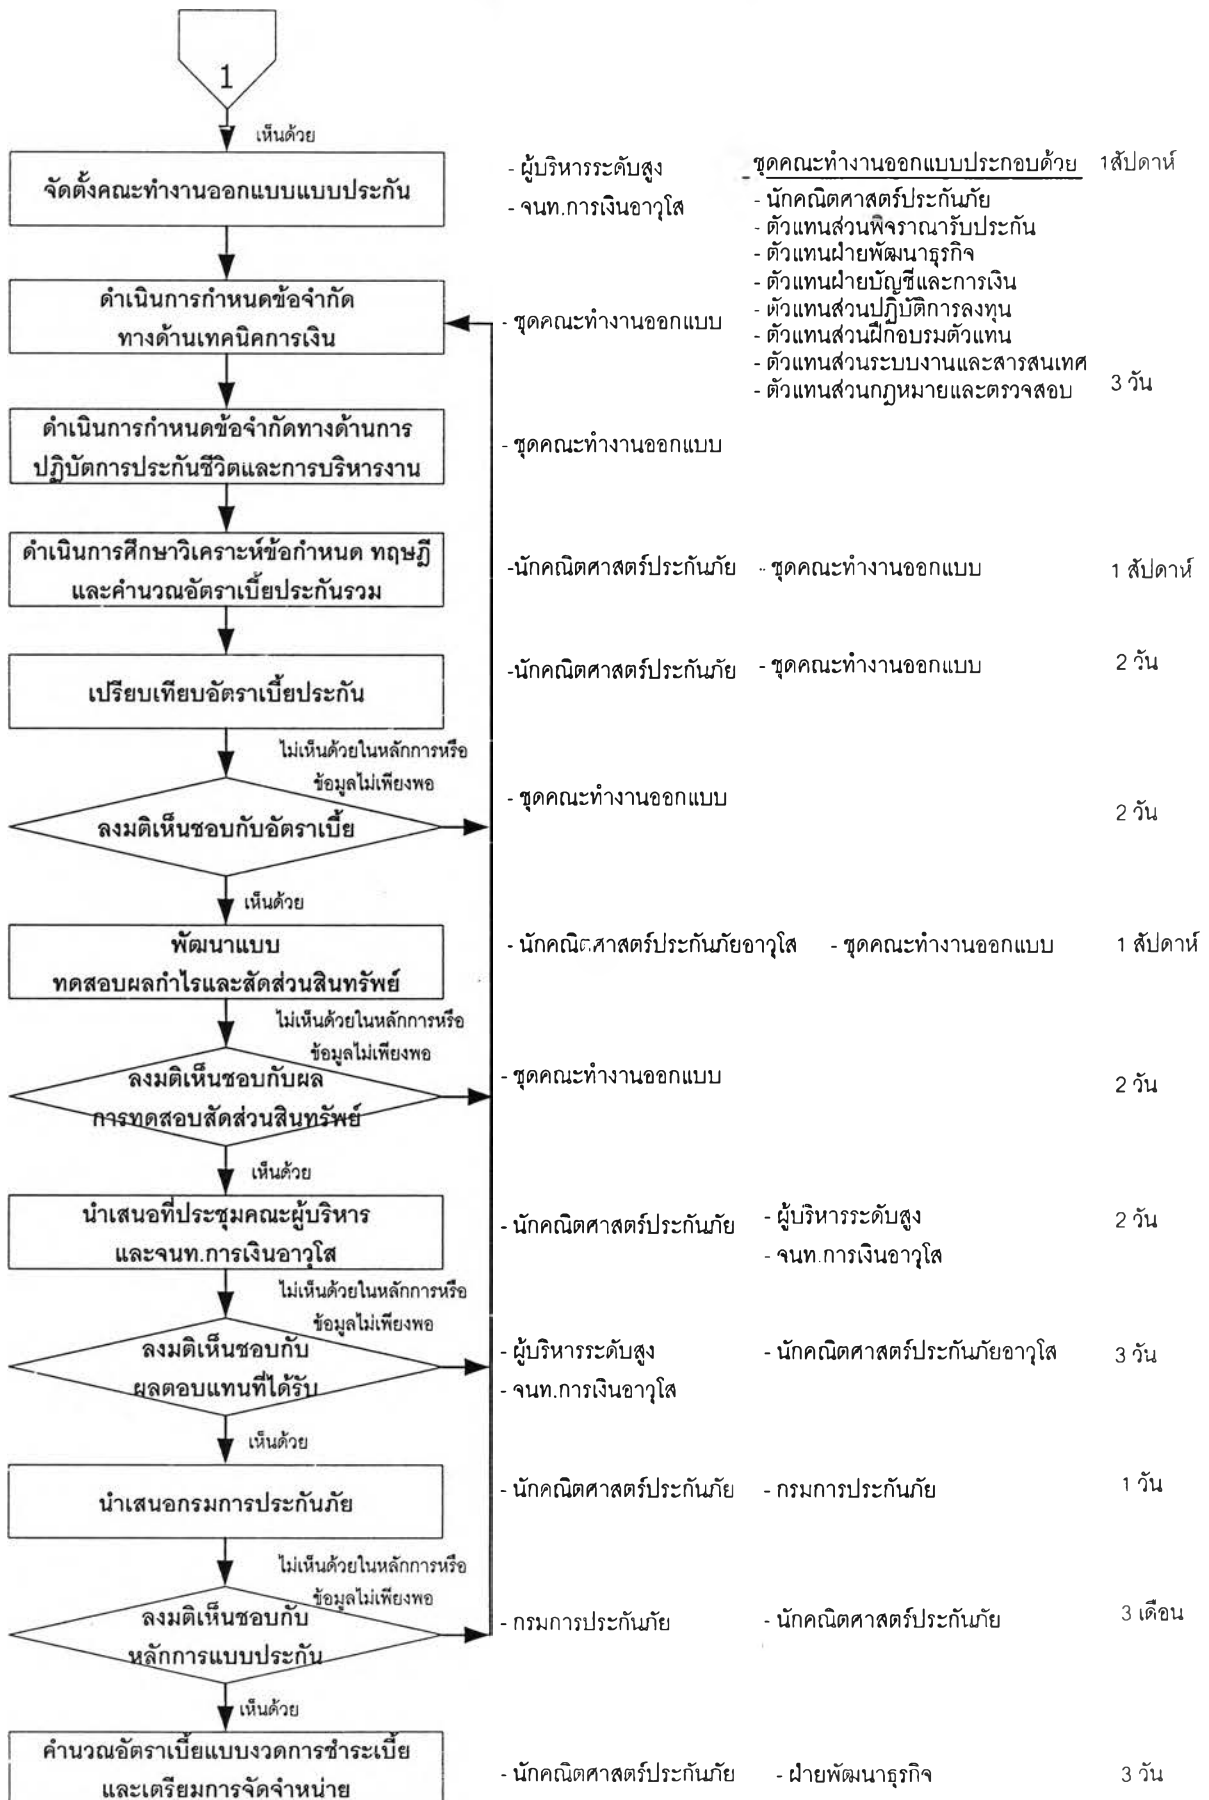 1
เห็นด้วย
จัดตั้งคณะทำงานออกแบบแบบประกัน
- ผู้บริหารระดับสูง
- จนท.การเงินอาวุโส
- ชุดคณะทำงานออกแบบประกอบด้วย
1สัปดาห์
- นักคณิตศาสตร์ประกันภัย
- ตัวแทนส่วนพิจราณารับประกัน
- ตัวแทนฝ่ายพัฒนาธุรกิจ
- ตัวแทนฝ่ายบัญชีและการเงิน
- ตัวแทนส่วนปฏิบัติการลงทุน
- ตัวแทนส่วนฝึกอบรมตัวแทน
- ตัวแทนส่วนระบบงานและสารสนเทศ
- ตัวแทนส่วนกฎหมายและตรวจสอบ
ดำเนินการกำหนดข้อจำกัด
ทางด้านเทคนิคการเงิน
- ชุดคณะทำงานออกแบบ
3 วัน
ดำเนินการกำหนดข้อจำกัดทางด้านการ
ปฏิบัตการประกันชีวิตและการบริหารงาน
- ชุดคณะทำงานออกแบบ
ดำเนินการศึกษาวิเคราะห์ข้อกำหนด ทฤษฎี
และคำนวณอัตราเบี้ยประกันรวม
-นักคณิตศาสตร์ประกันภัย
- ชุดคณะทำงานออกแบบ
1 สัปดาห์
เปรียบเทียบอัตราเบี้ยประกัน
-นักคณิตศาสตร์ประกันภัย
- ชุดคณะทำงานออกแบบ
2 วัน
ไม่เห็นด้วยในหลักการหรือ
ข้อมูลไม่เพียงพอ
ลงมติเห็นชอบกับอัตราเบี้ย
- ชุดคณะทำงานออกแบบ
2 วัน
เห็นด้วย
พัฒนาแบบ
ทดสอบผลกำไรและสัดส่วนสินทรัพย์
- นักคณิตศาสตร์ประกันภัยอาวุโส
- ชุดคณะทำงานออกแบบ
1 สัปดาห์
ไม่เห็นด้วยในหลักการหรือ
ข้อมูลไม่เพียงพอ
ลงมติเห็นชอบกับผล
การทดสอบสัดส่วนสินทรัพย์
- ชุดคณะทำงานออกแบบ
2 วัน
เห็นด้วย
นำเสนอที่ประชุมคณะผู้บริหาร
และจนท.การเงินอาวุโส
- นักคณิตศาสตร์ประกันภัย
- ผู้บริหารระดับสูง
- จนท.การเงินอาวุโส
2 วัน
ไม่เห็นด้วยในหลักการหรือ
ข้อมูลไม่เพียงพอ
ลงมติเห็นชอบกับ
ผลตอบแทนที่ได้รับ
- ผู้บริหารระดับสูง
- จนท.การเงินอาวุโส
- นักคณิตศาสตร์ประกันภัยอาวุโส
3 วัน
เห็นด้วย
นำเสนอกรมการประกันภัย
- นักคณิตศาสตร์ประกันภัย
- กรมการประกันภัย
1 วัน
ไม่เห็นด้วยในหลักการหรือ
ข้อมูลไม่เพียงพอ
ลงมติเห็นชอบกับ
หลักการแบบประกัน
- กรมการประกันภัย
- นักคณิตศาสตร์ประกันภัย
3 เดือน
เห็นด้วย
คำนวณอัตราเบี้ยแบบงวดการชำระเบี้ย
และเตรียมการจัดจำหน่าย
- นักคณิตศาสตร์ประกันภัย
- ฝ่ายพัฒนาธุรกิจ
3 วัน